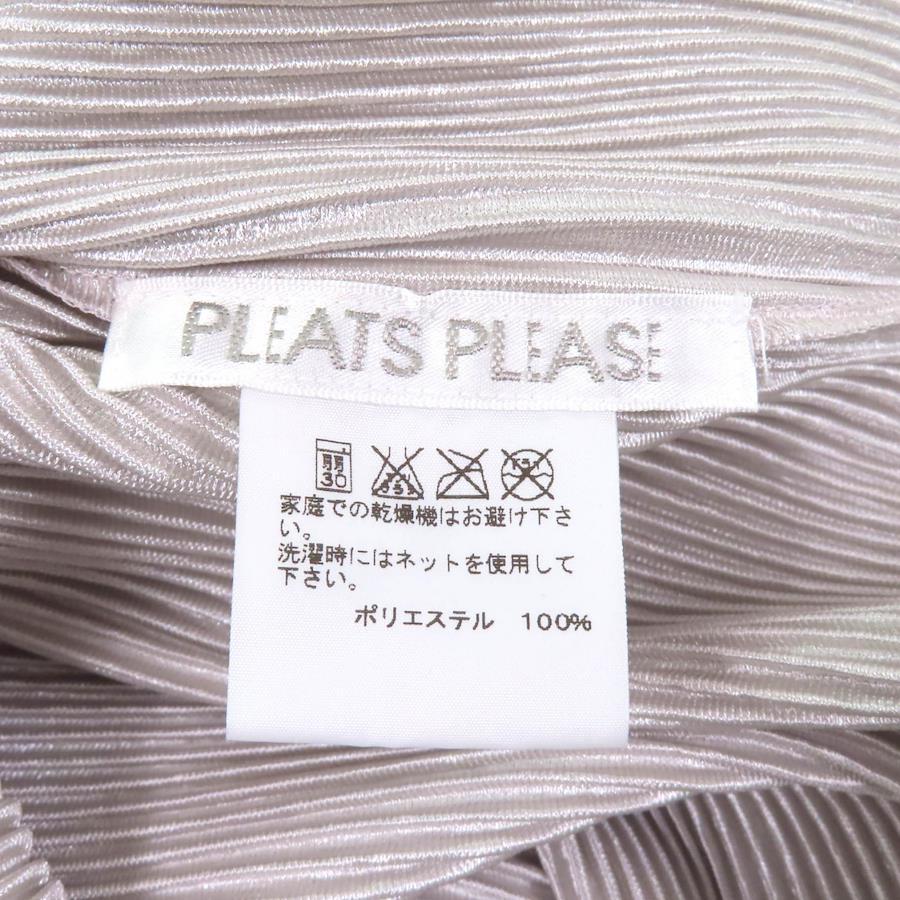 PLEATS PLEASE
弱
30
家庭での乾燥機はお避け下さ
い。
洗濯時にはネットを使用して
下さい。
ポリエステル 100%